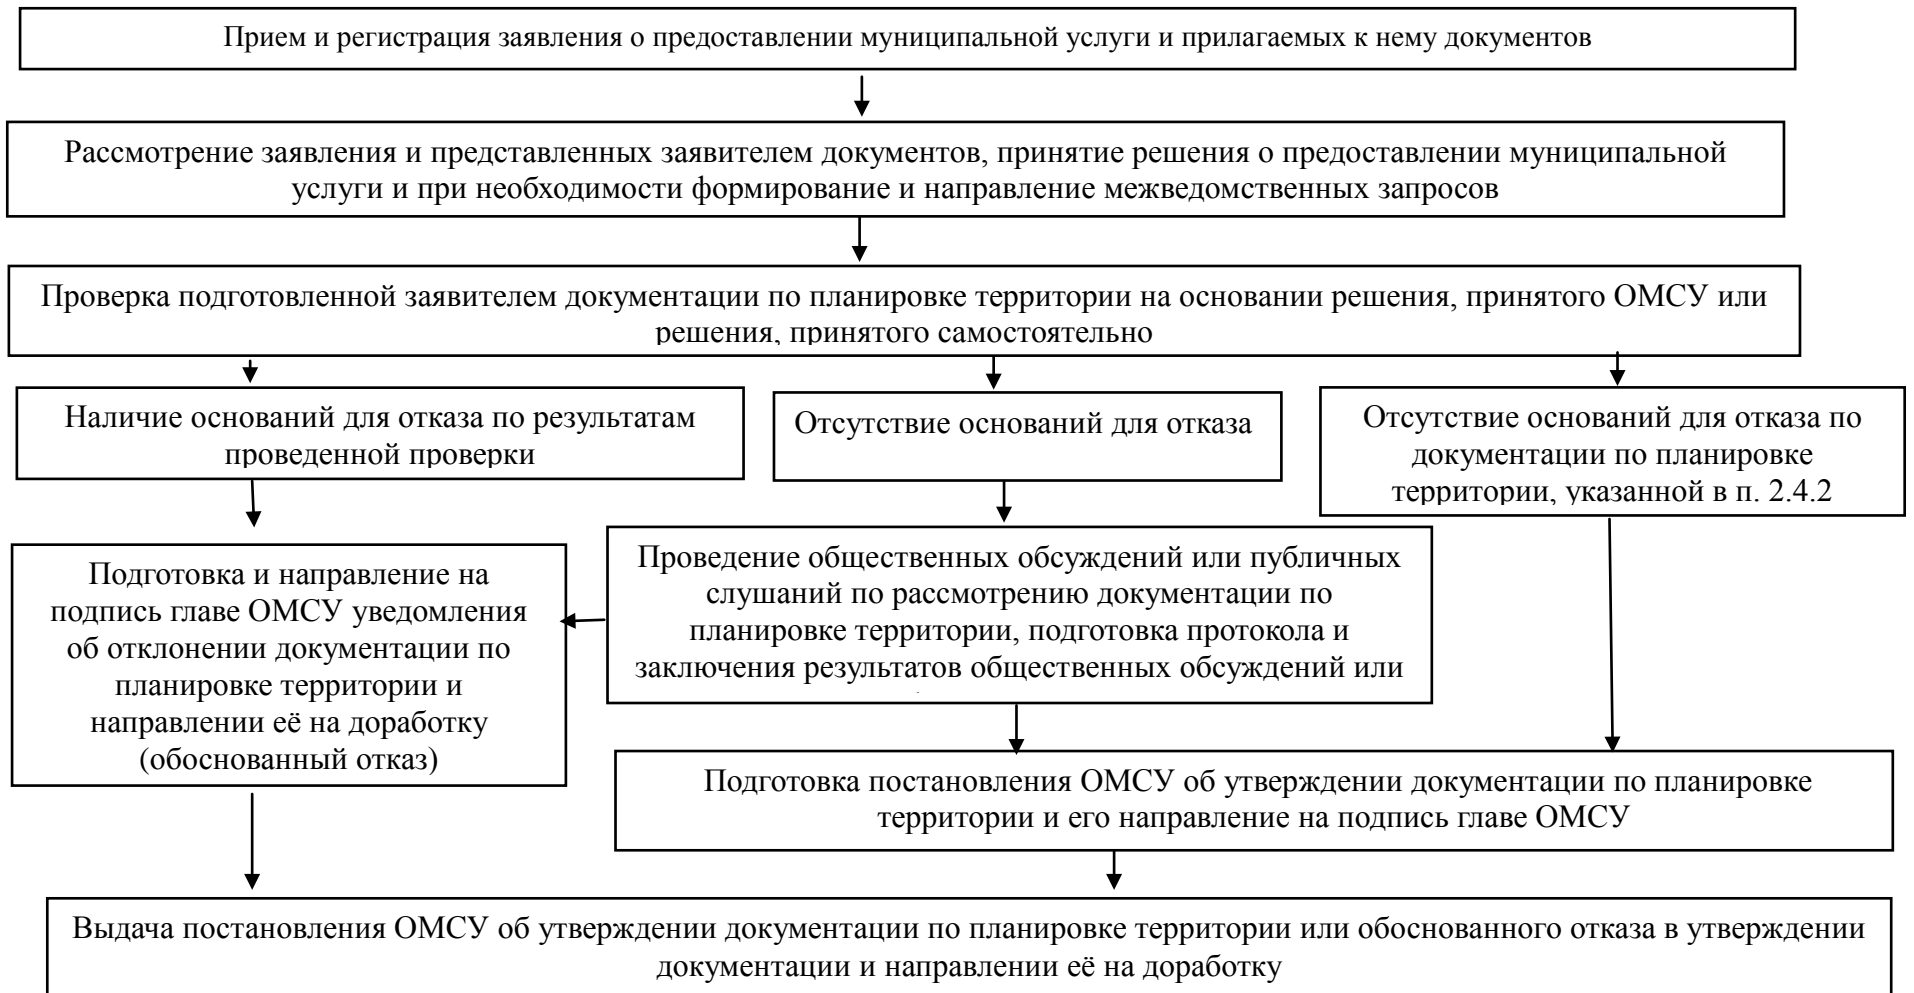 Прием и регистрация заявления о предоставлении муниципальной услуги и прилагаемых к нему документов
Рассмотрение заявления и представленных заявителем документов, принятие решения о предоставлении муниципальной
услуги и при необходимости формирование и направление межведомственных запросов
Проверка подготовленной заявителем документации по планировке территории на основании решения, принятого ОМСУ или
решения, принятого самостоятельно
Наличие оснований для отказа по результатам
проведенной проверки
Отсутствие оснований для отказа
Отсутствие оснований для отказа по
документации по планировке
территории, указанной в п. 2.4.2
Подготовка и направление на
подпись главе ОМСУ уведомления
об отклонении документации по
планировке территории и
направлении её на доработку
(обоснованный отказ)
Проведение общественных обсуждений или публичных
слушаний по рассмотрению документации по
планировке территории, подготовка протокола и
заключения результатов общественных обсуждений или
Подготовка постановления ОМСУ об утверждении документации по планировке
территории и его направление на подпись главе ОМСУ
Выдача постановления ОМСУ об утверждении документации по планировке территории или обоснованного отказа в утверждении
документации и направлении её на доработку